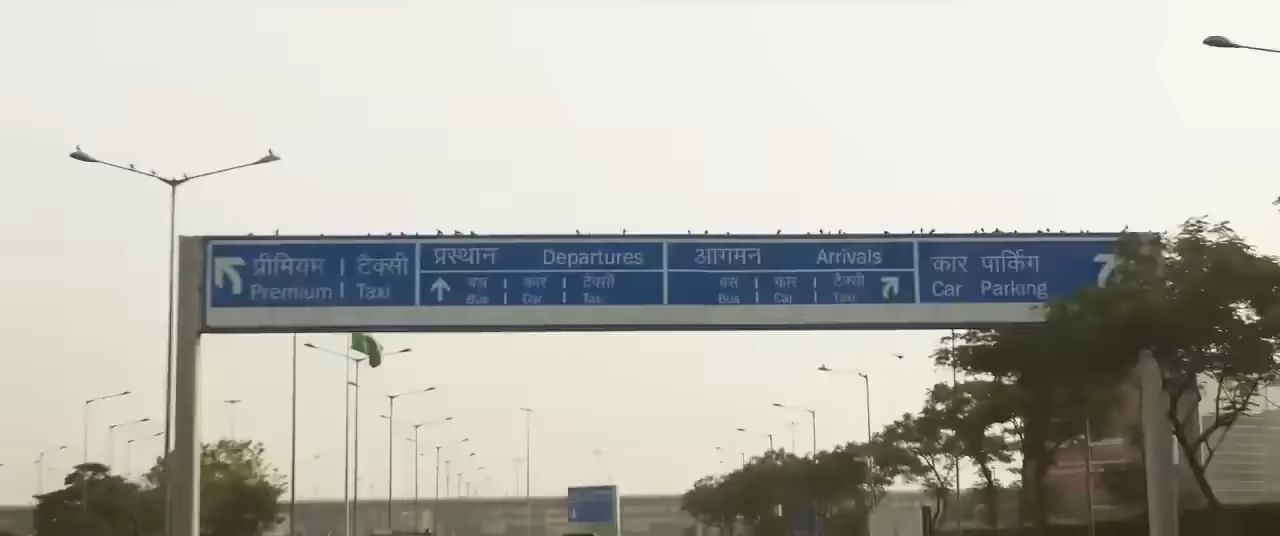 प्रीमियम | टैक्सी
Premium | Taxi
प्रस्थान Departures
बस | कार | टैक्सी
Bus | Car | Taxi
आगमन Arrivals
बस | कार | टैक्सी
Bus | Car | Taxi
कार पार्किंग
Car Parking